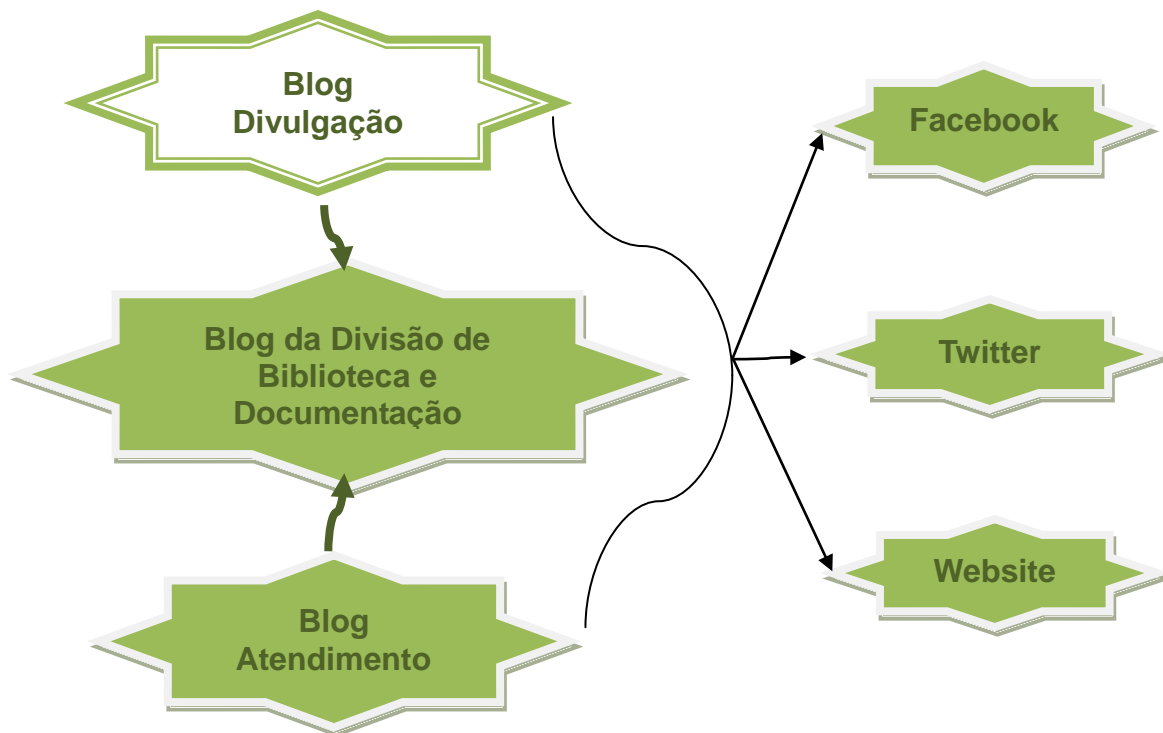 Blog
Divulgação
Blog da Divisão de
Biblioteca e
Documentação
Blog
Atendimento
Facebook
Twitter
Website